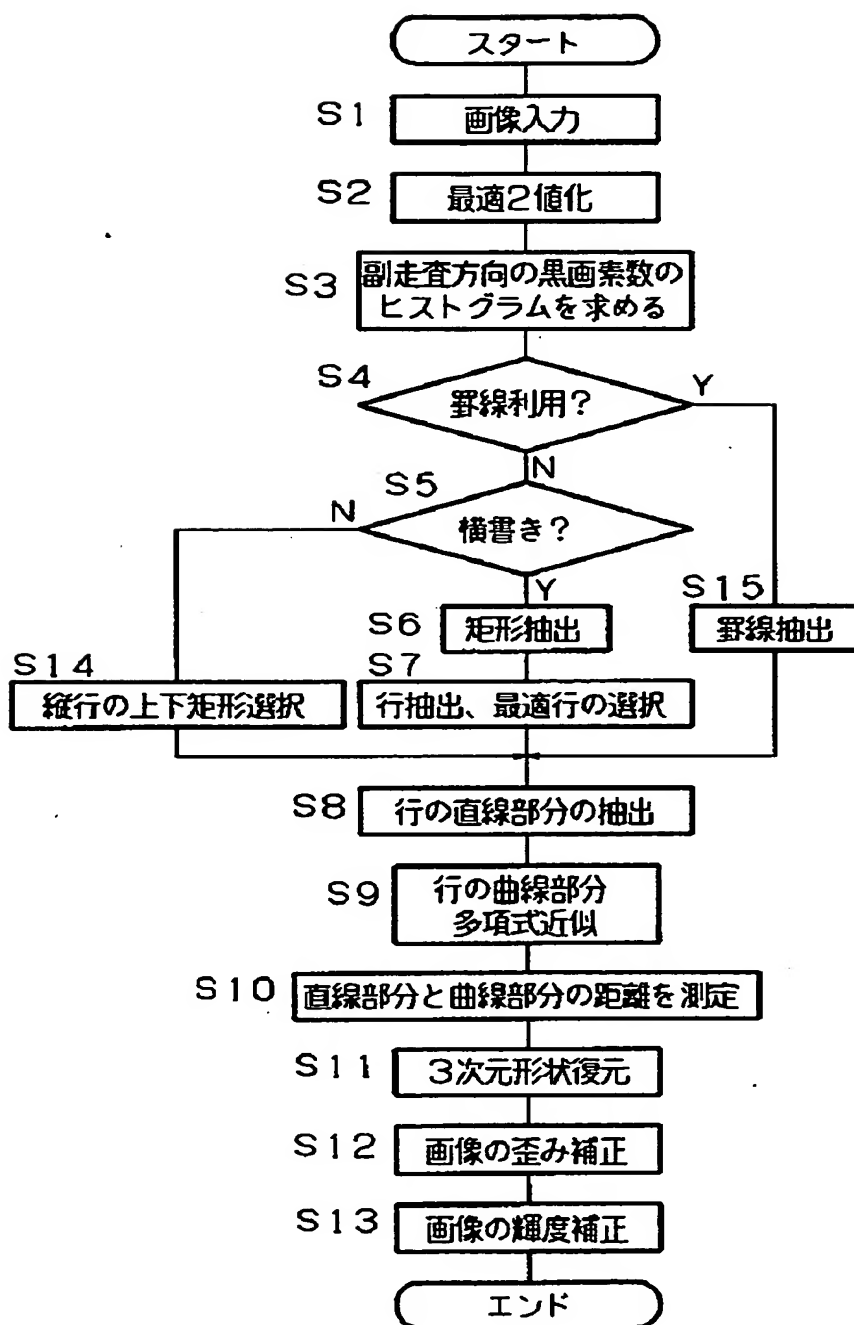 スタート
S1
画像入力
S2
最適2値化
S3
副走査方向の黒画素数の
ヒストグラムを求める
S4
罫線利用?
Y
N
S5
横書き?
N
Y
S15
罫線抽出
S6
矩形抽出
S14
縦行の上下矩形選択
S7
行抽出、最適行の選択
S8
行の直線部分の抽出
S9
行の曲線部分
多項式近似
S10
直線部分と曲線部分の距離を測定
S11
3次元形状復元
S12
画像の歪み補正
S13
画像の輝度補正
エンド